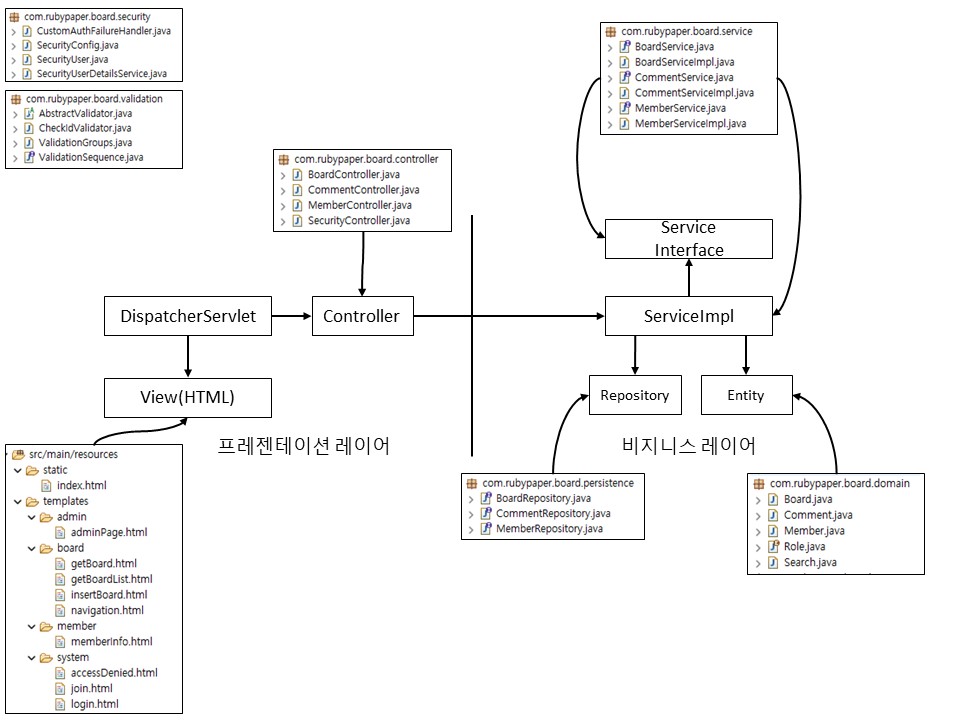 com.rubypaper.board.security
CustomAuthFailureHandler.java
SecurityConfig.java
SecurityUser.java
SecurityUserDetailsService.java
com.rubypaper.board.validation
AbstractValidator.java
CheckIdValidator.java
ValidationGroups.java
ValidationSequence.java
com.rubypaper.board.controller
BoardController.java
CommentController.java
MemberController.java
SecurityController.java
com.rubypaper.board.service
BoardService.java
BoardServiceImpl.java
CommentService.java
CommentServiceImpl.java
MemberService.java
MemberServiceImpl.java
Service
Interface
DispatcherServlet
Controller
ServiceImpl
View(HTML)
Repository
Entity
프레젠테이션 레이어
비지니스 레이어
src/main/resources
static
index.html
templates
admin
adminPage.html
board
getBoard.html
getBoardList.html
insertBoard.html
navigation.html
member
memberInfo.html
system
accessDenied.html
join.html
login.html
com.rubypaper.board.persistence
BoardRepository.java
CommentRepository.java
MemberRepository.java
com.rubypaper.board.domain
Board.java
Comment.java
Member.java
Role.java
Search.java